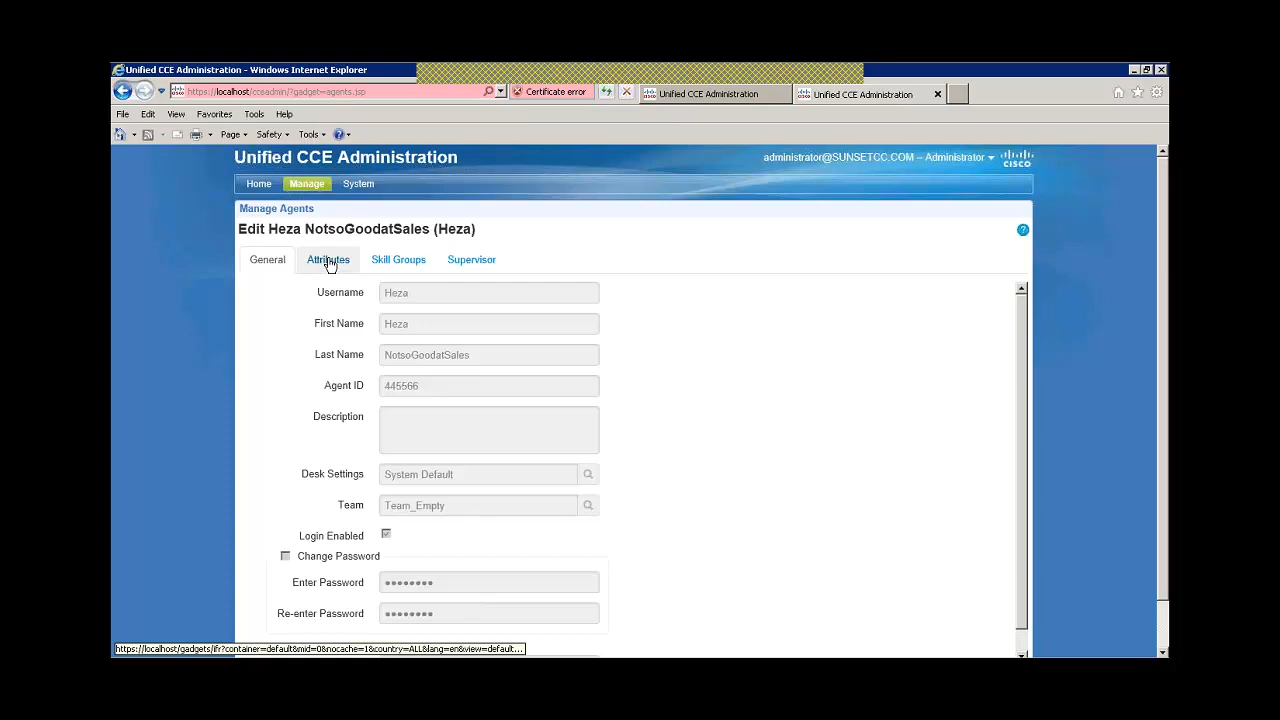 Unified CCE Administration - Windows Internet Explorer
https://localhost/cceadmin/?gadget=agents.jsp Certificate error Unified CCE Administration Unified CCE Administration
File Edit View Favorites Tools Help
Page Safety Tools
Unified CCE Administration administrator@SUNSETCC.COM – Administrator CISCO
Home Manage System
Manage Agents
Edit Heza NotsoGoodatSales (Heza)
General Attributes Skill Groups Supervisor
Username Heza
First Name Heza
Last Name NotsoGoodatSales
Agent ID 445566
Description
Desk Settings System Default
Team Team_Empty
Login Enabled
Change Password
Enter Password
Re-enter Password
https://localhost/gadgets/ifr?container=default&mid=0&nocache=1&country=ALL&lang=en&view=default...